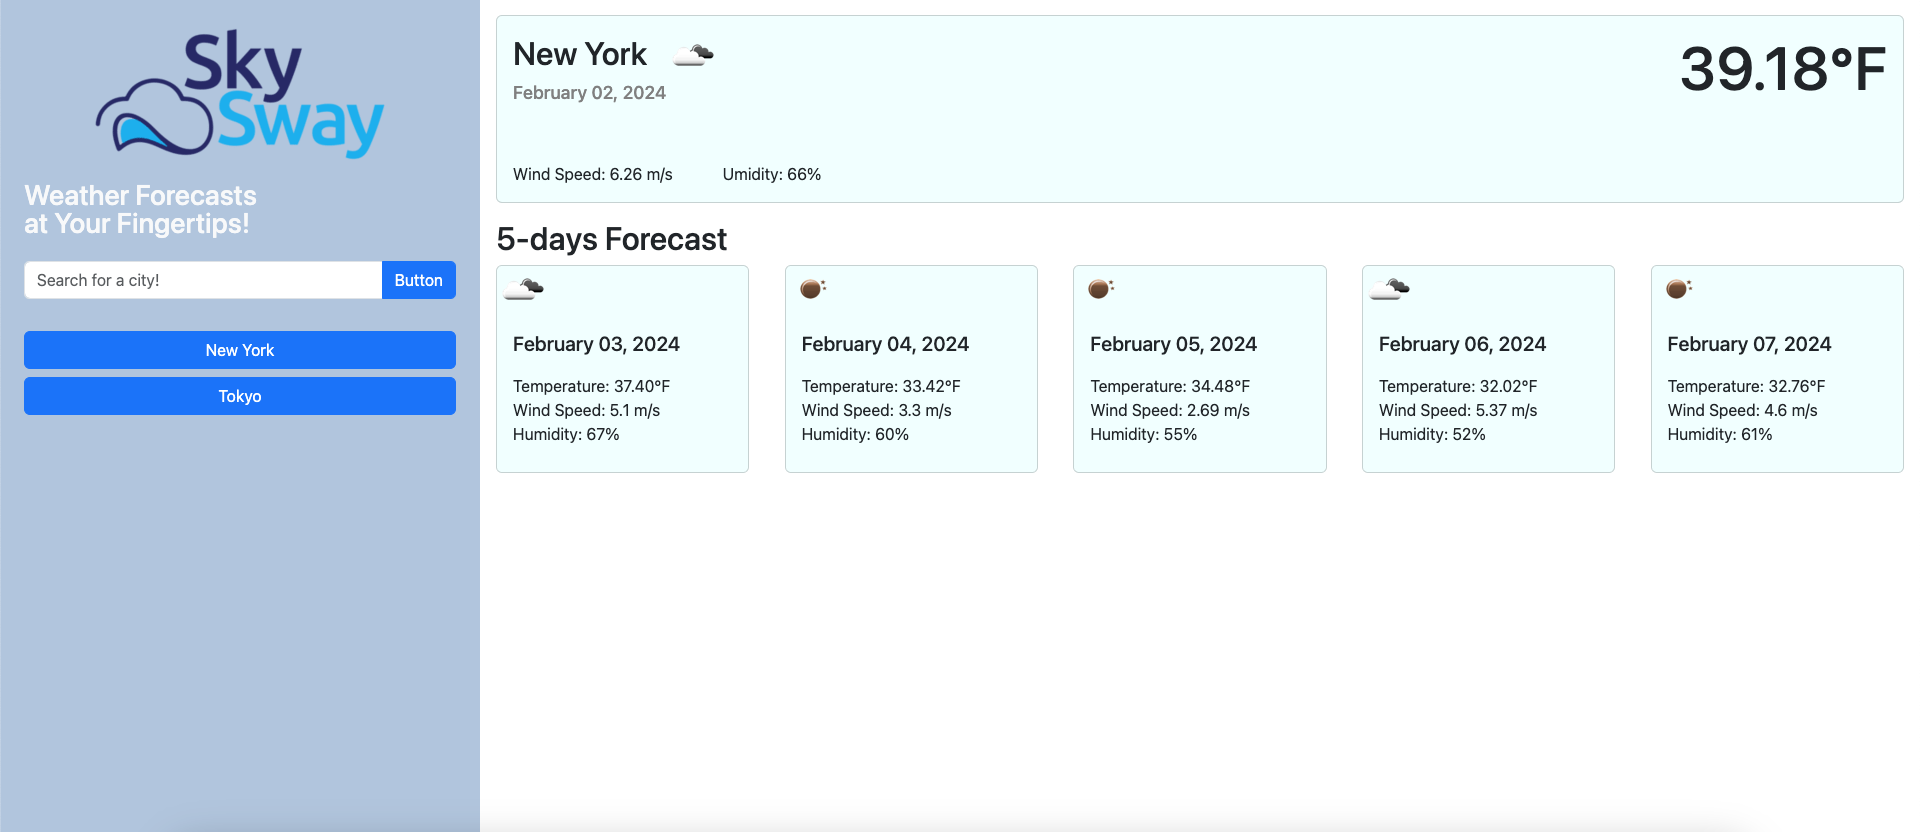 Sky
Sway
Weather Forecasts
at Your Fingertips!
Search for a city!
Button
New York
Tokyo
New York
February 02, 2024
39.18°F
Wind Speed: 6.26 m/s
Umidity: 66%
5-days Forecast
February 03, 2024
Temperature: 37.40°F
Wind Speed: 5.1 m/s
Humidity: 67%
February 04, 2024
Temperature: 33.42°F
Wind Speed: 3.3 m/s
Humidity: 60%
February 05, 2024
Temperature: 34.48°F
Wind Speed: 2.69 m/s
Humidity: 55%
February 06, 2024
Temperature: 32.02°F
Wind Speed: 5.37 m/s
Humidity: 52%
February 07, 2024
Temperature: 32.76°F
Wind Speed: 4.6 m/s
Humidity: 61%